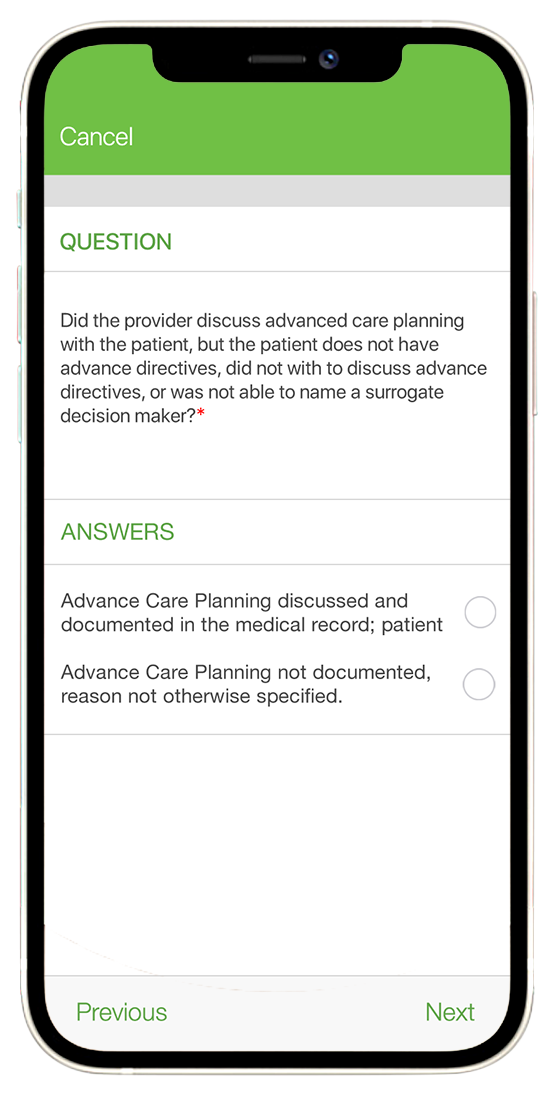 Cancel
QUESTION
Did the provider discuss advanced care planning
with the patient, but the patient does not have
advance directives, did not with to discuss advance
directives, or was not able to name a surrogate
decision maker?*
ANSWERS
Advance Care Planning discussed and
documented in the medical record; patient
Advance Care Planning not documented,
reason not otherwise specified.
Previous
Next